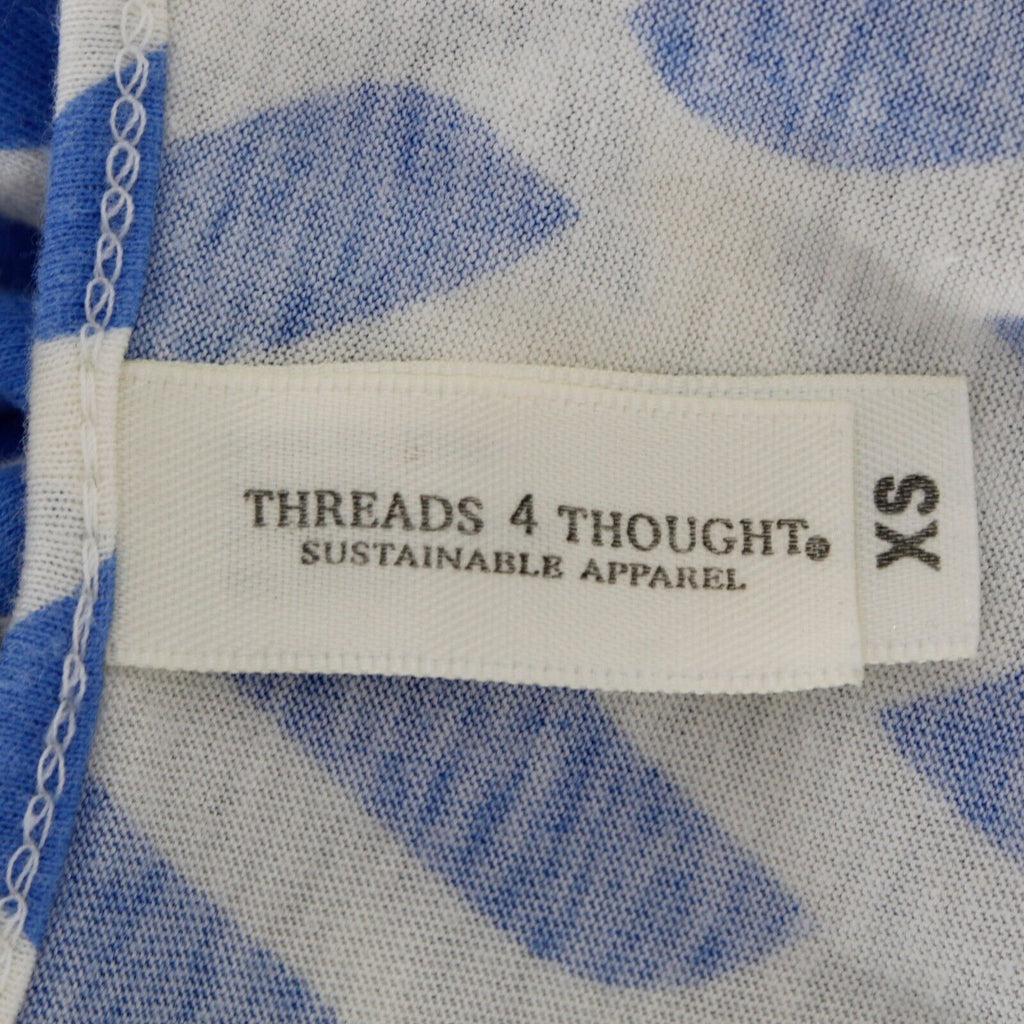 THREADS 4 THOUGHT®
SUSTAINABLE APPAREL
XS